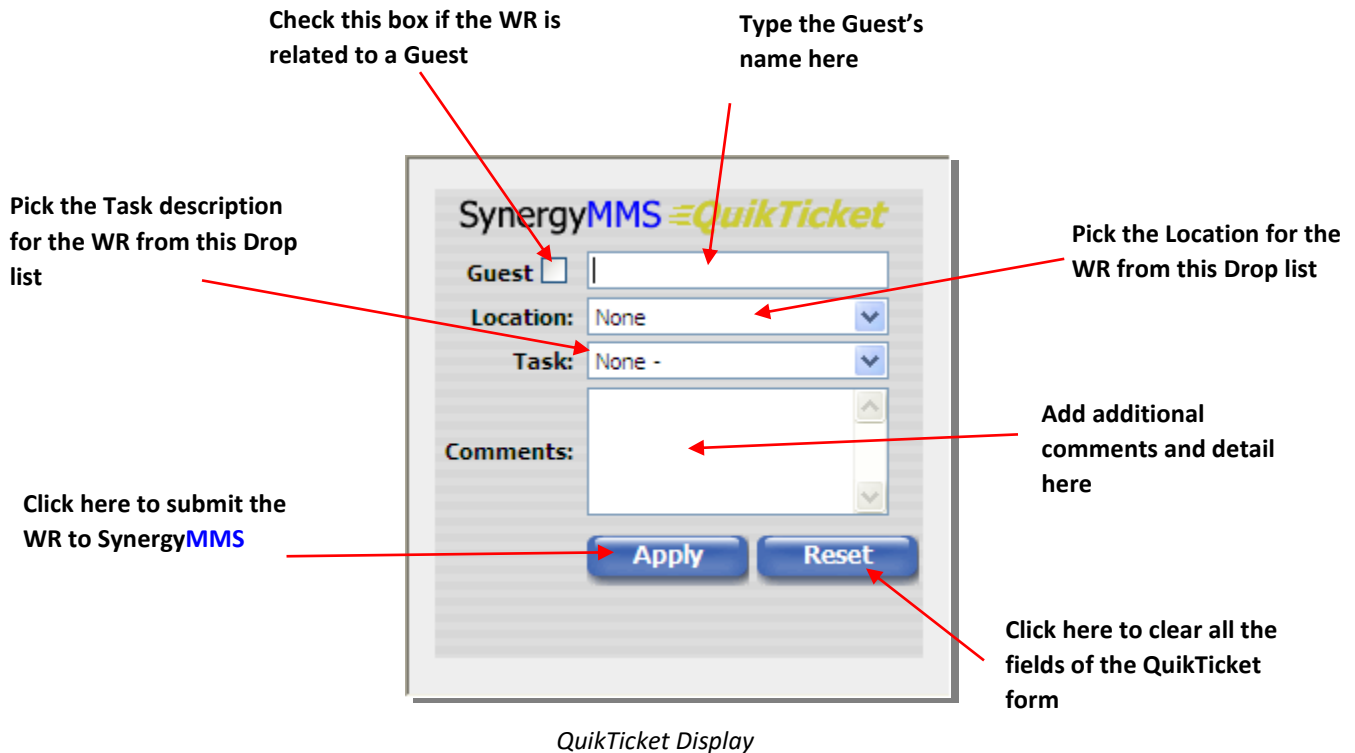 Check this box if the WR is
related to a Guest
Type the Guest’s
name here
Pick the Task description
for the WR from this Drop
list
SynergyMMS QuikTicket
Guest
Pick the Location for the
WR from this Drop list
Location: None
Task: None -
Comments:
Add additional
comments and detail
here
Click here to submit the
WR to SynergyMMS
Apply Reset
Click here to clear all the
fields of the QuikTicket
form
QuikTicket Display